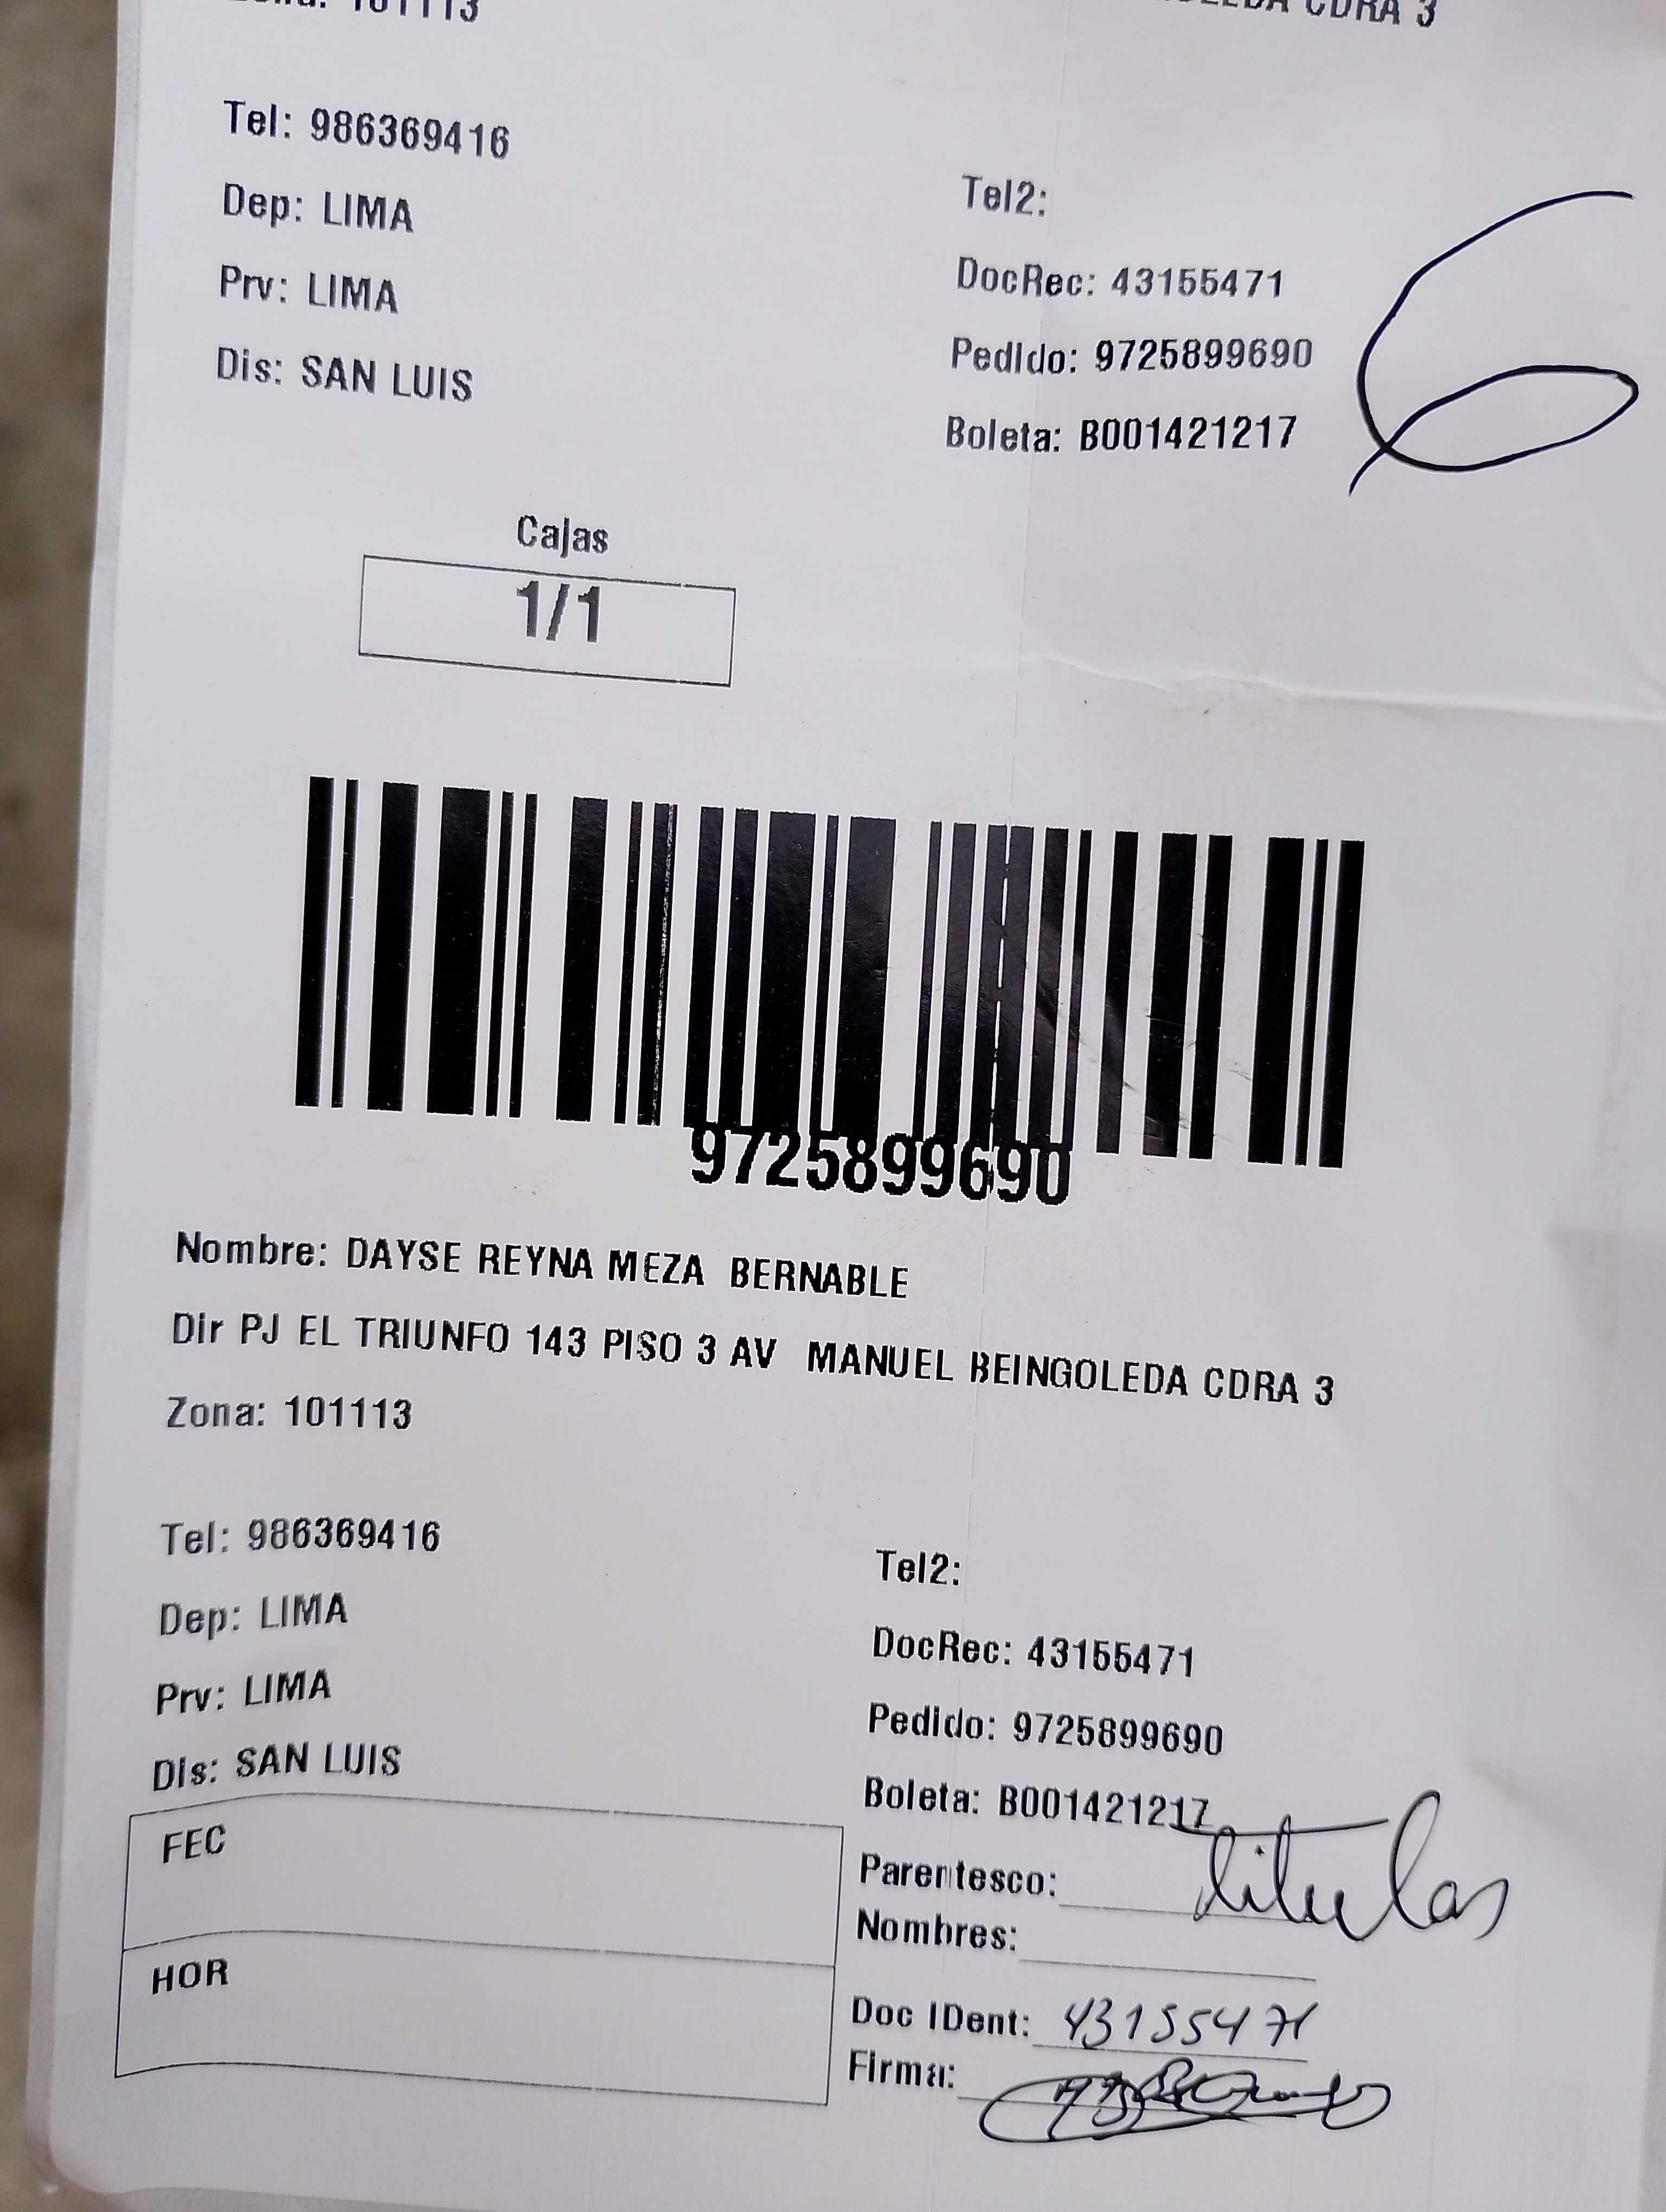 101113
CDRA 3
Tel: 986369416
Dep: LIMA
Prv: LIMA
Dis: SAN LUIS
Tel2:
DocRec: 43155471
Pedido: 9725899690
Boleta: B001421217
6
Cajas
1/1
9725899690
Nombre: DAYSE REYNA MEZA BERNABLE
Dir PJ EL TRIUNFO 143 PISO 3 AV MANUEL BEINGOLEDA CDRA 3
Zona: 101113
Tel: 986369416
Dep: LIMA
Prv: LIMA
Dis: SAN LUIS
Tel2:
DocRec: 43155471
Pedido: 9725899690
Boleta: B001421217
FEC
HOR
Parentesco: titular
Nombres:
Doc IDent: 43155471
Firma: